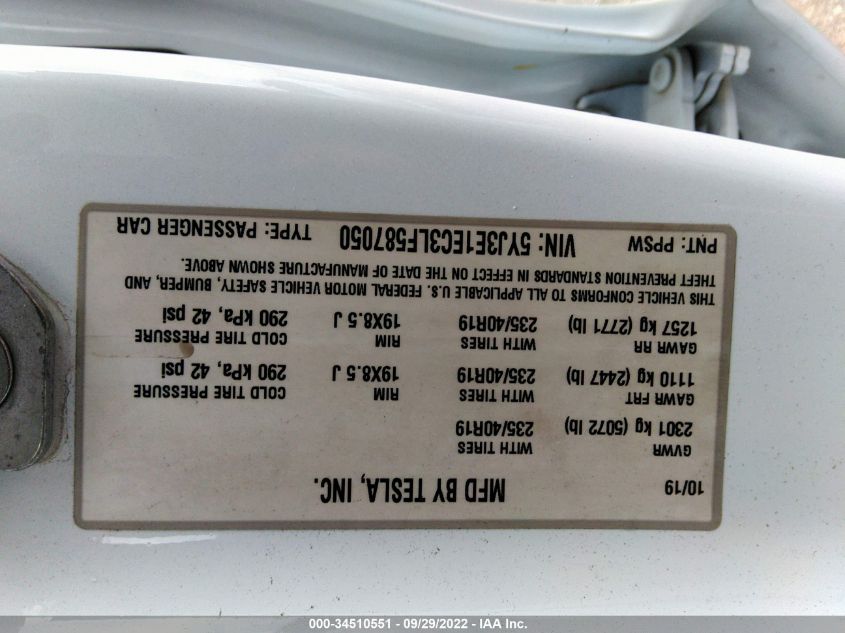 10/19 MFD BY TESLA, INC.
GVWR WITH TIRES
2301 kg (5072 lb) 235/40R19
GAWR FRT WITH TIRES RIM COLD TIRE PRESSURE
1110 kg (2447 lb) 235/40R19 19X8.5 J 290 kPa, 42 psi
GAWR RR WITH TIRES RIM COLD TIRE PRESSURE
1257 kg (2771 lb) 235/40R19 19X8.5 J 290 kPa, 42 psi
THIS VEHICLE CONFORMS TO ALL APPLICABLE U.S. FEDERAL MOTOR VEHICLE SAFETY, BUMPER, AND
THEFT PREVENTION STANDARDS IN EFFECT ON THE DATE OF MANUFACTURE SHOWN ABOVE.
PNT: PPSW VIN: 5YJ3E1EC3LF587050 TYPE: PASSENGER CAR
000-34510551 - 09/29/2022 - IAA Inc.